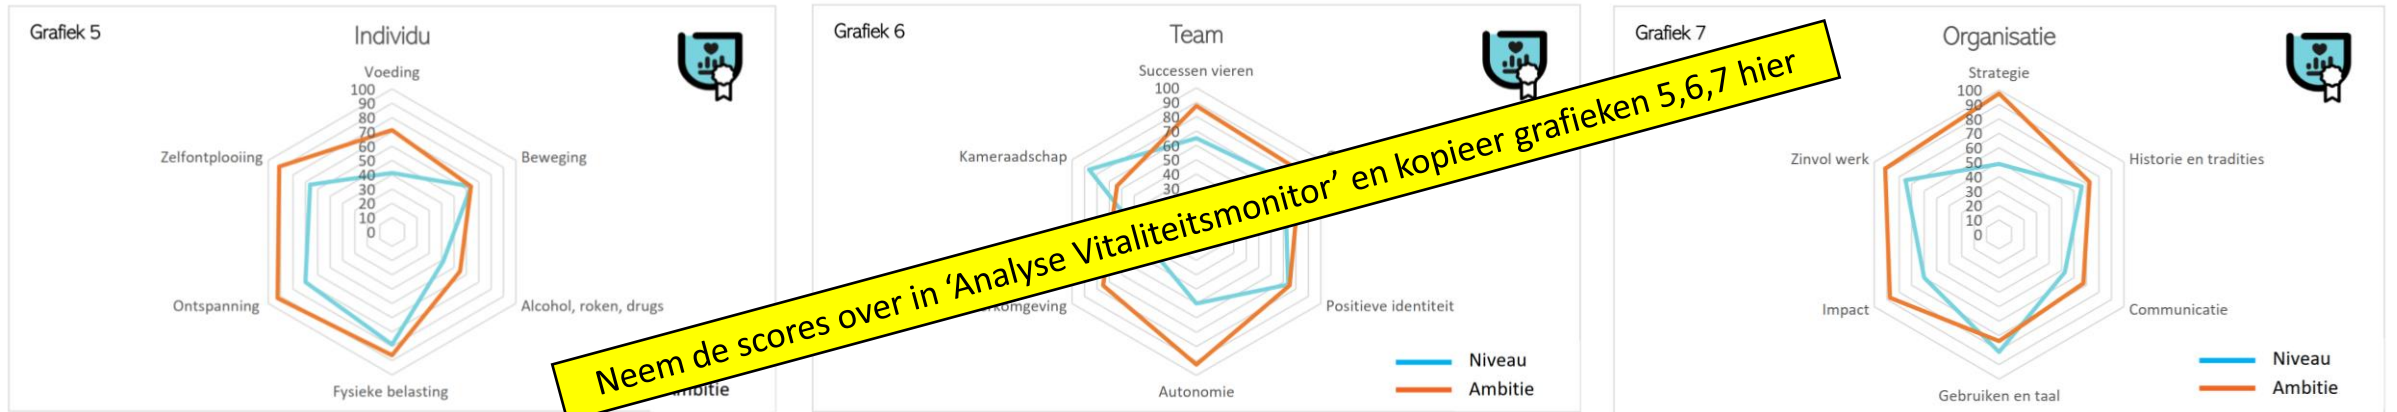 Grafiek 5
Individu
Voeding
100
90
80
70
60
50
40
30
20
10
0
Zelfontplooiing
Beweging
Ontspanning
Alcohol, roken, drugs
Fysieke belasting
Grafiek 6
Team
Successen vieren
100
90
80
70
60
50
40
30
Kameraadschap
Positieve identiteit
Autonomie
Niveau
Ambitie
Grafiek 7
Organisatie
Strategie
100
90
80
70
60
50
40
30
20
10
0
Zinvol werk
Historie en tradities
Impact
Communicatie
Gebruiken en taal
Niveau
Ambitie
Neem de scores over in ‘Analyse Vitaliteitsmonitor’ en kopieer grafieken 5,6,7 hier